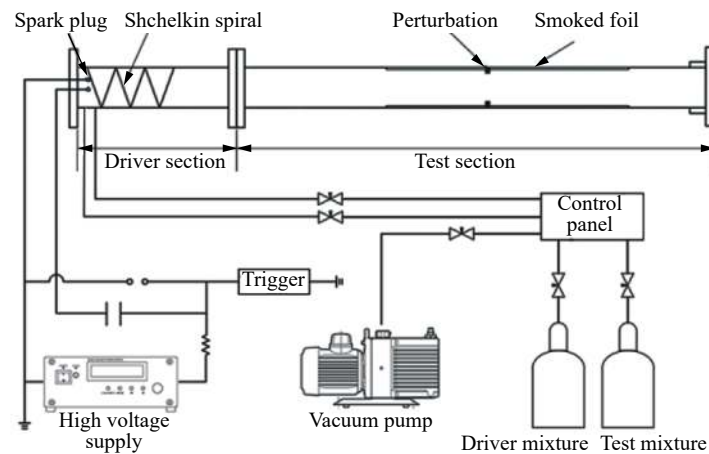 Spark plug
Shchelkin spiral
Perturbation
Smoked foil
Driver section
Test section
Control
panel
Trigger
High voltage
supply
Vacuum pump
Driver mixture
Test mixture